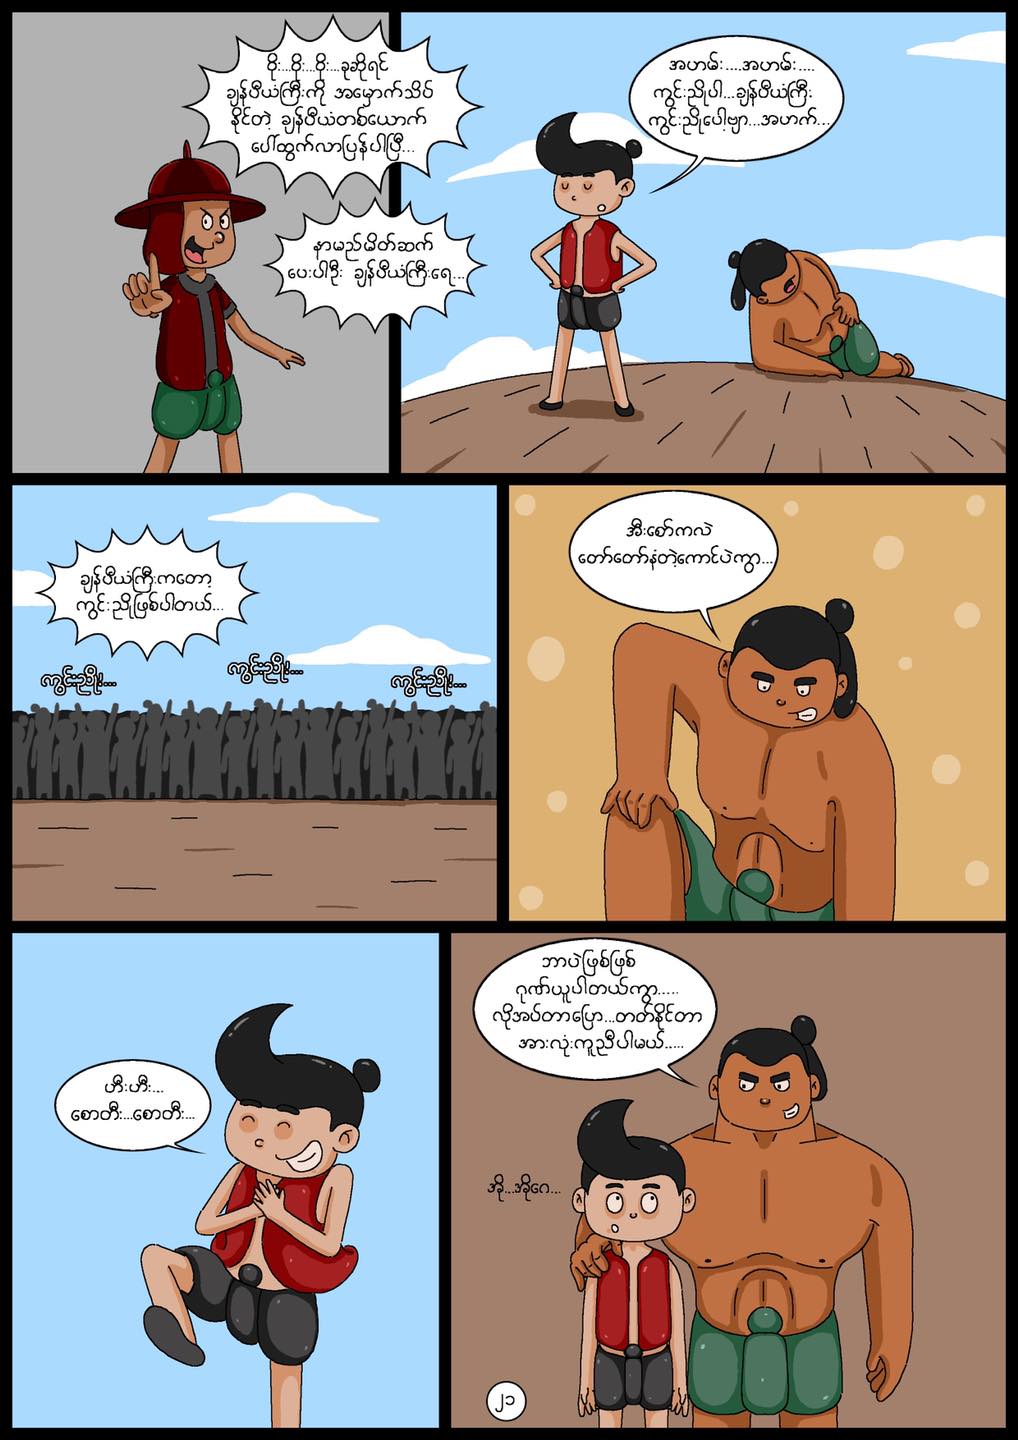 ဝိုး...ဝိုး...ဝိုး...ခုဆိုရင်
ချန်ပီယံကြီးကို အမှောက်သိပ်
နိုင်တဲ့ ချန်ပီယံတစ်ယောက်
ပေါ်ထွက်လာပြန်ပါပြီ...
နာမည်မိတ်ဆက်
ပေးပါဦး ချန်ပီယံကြီးရေ...
အဟမ်း....အဟမ်း....
ကွင်းညိုပါ...ချန်ပီယံကြီး
ကွင်းညိုပေါ့ဗျာ...အဟက်...
ချန်ပီယံကြီးကတော့
ကွင်းညိုဖြစ်ပါတယ်...
ကွင်းညိုး!...
ကွင်းညိုး!...
ကွင်းညိုး!...
အီးစော်ကလဲ
တော်တော်နံတဲ့ကောင်ပဲကွာ...
ဟီးဟီး...
စောတီး...စောတီး...
ဘာပဲဖြစ်ဖြစ်
ဂုဏ်ယူပါတယ်ကွာ.....
လိုအပ်တာပြော...တတ်နိုင်တာ
အားလုံးကူညီပါမယ်.....
အို...အိုဂေ...
၂၁